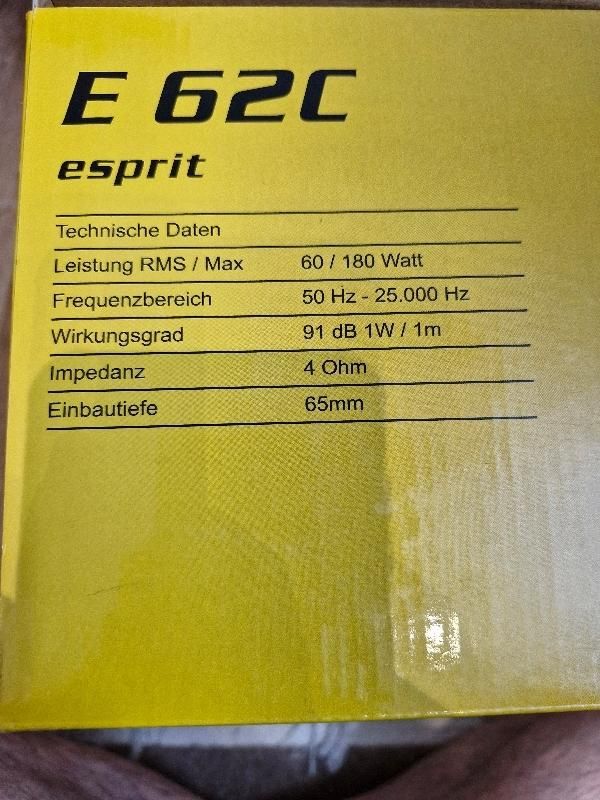 E 62C
esprit
Technische Daten
Leistung RMS / Max 60 / 180 Watt
Frequenzbereich 50 Hz - 25.000 Hz
Wirkungsgrad 91 dB 1W / 1m
Impedanz 4 Ohm
Einbautiefe 65mm